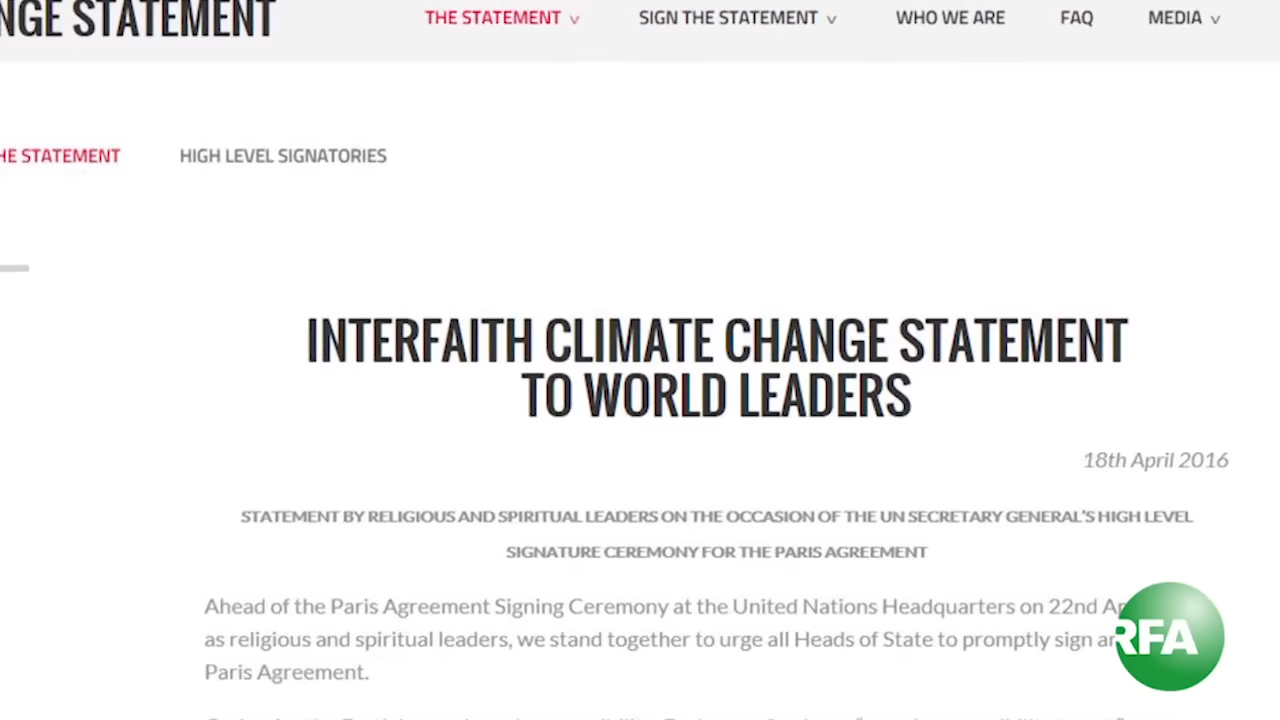 NGE STATEMENT
THE STATEMENT
SIGN THE STATEMENT
WHO WE ARE
FAQ
MEDIA
HE STATEMENT
HIGH LEVEL SIGNATORIES
INTERFAITH CLIMATE CHANGE STATEMENT
TO WORLD LEADERS
18th April 2016
STATEMENT BY RELIGIOUS AND SPIRITUAL LEADERS ON THE OCCASION OF THE UN SECRETARY GENERAL'S HIGH LEVEL
SIGNATURE CEREMONY FOR THE PARIS AGREEMENT
Ahead of the Paris Agreement Signing Ceremony at the United Nations Headquarters on 22nd Ap
as religious and spiritual leaders, we stand together to urge all Heads of State to promptly sign an
Paris Agreement.
RFA